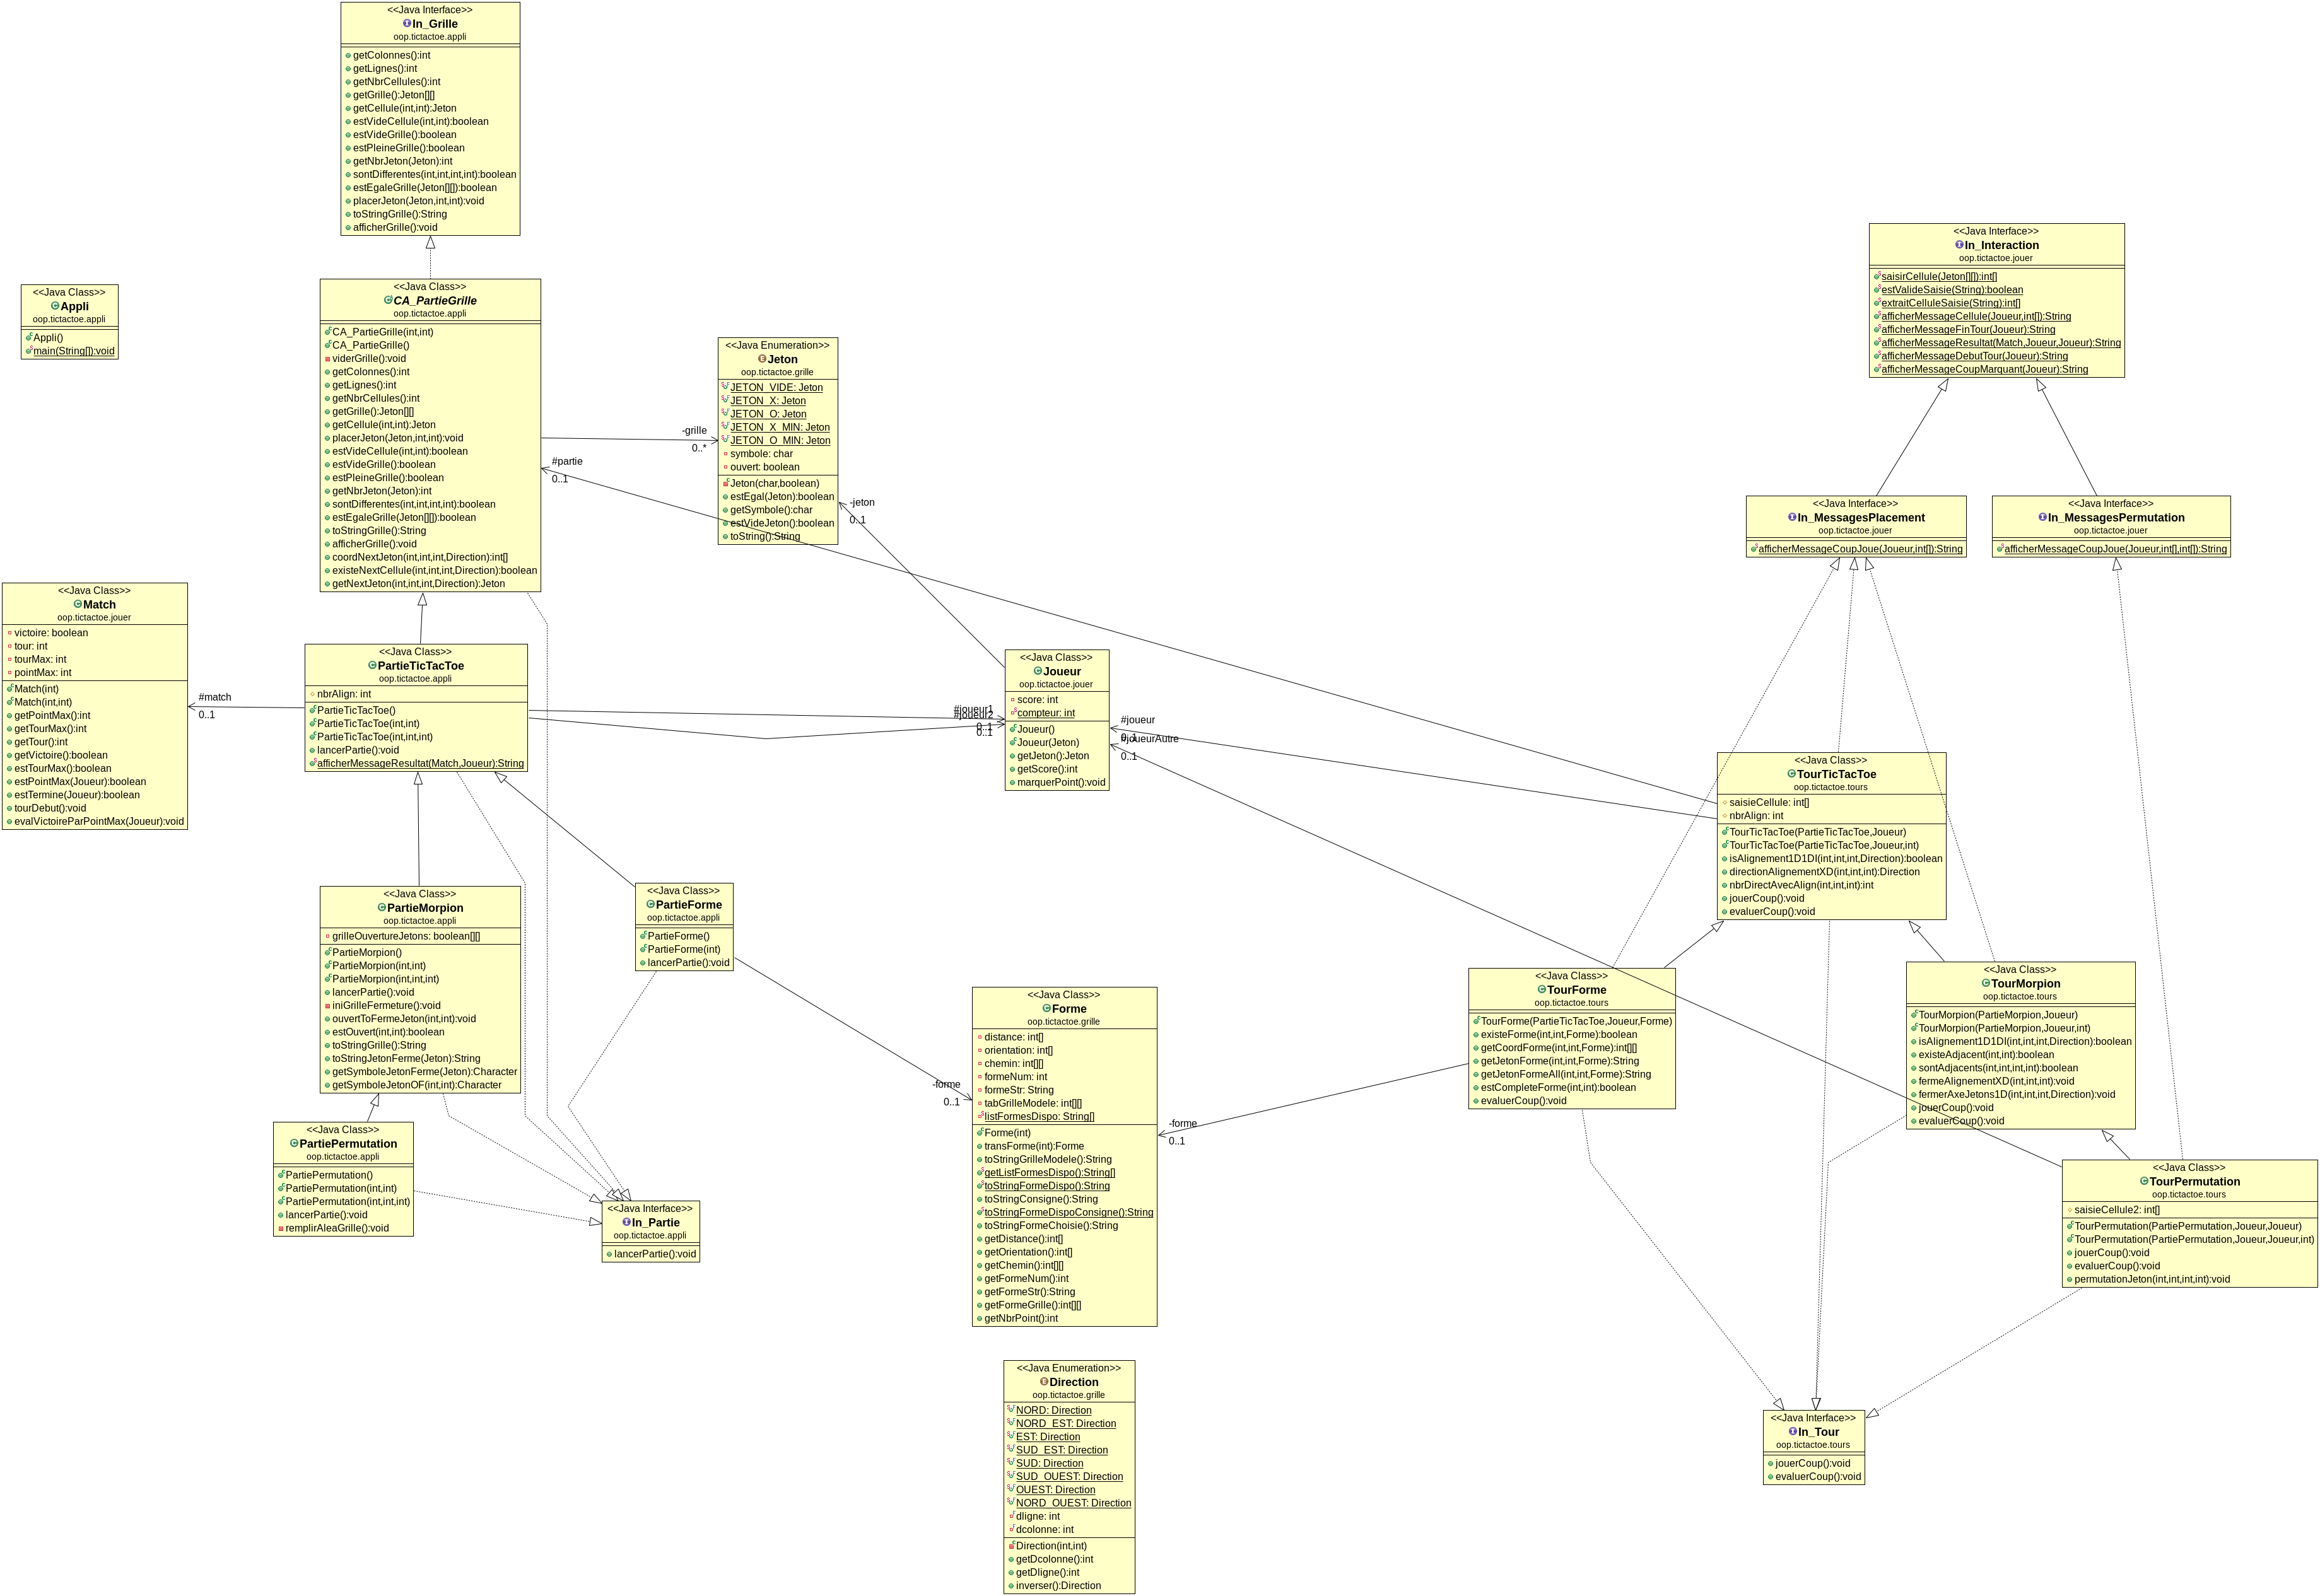 <<Java Interface>>
In_Grille
oop.tictactoe.appli
getColonnes():int
getLignes():int
getNbrCellules():int
getGrille():Jeton[][]
getCellule(int,int):Jeton
estVideCellule(int,int):boolean
estVideGrille():boolean
estPleineGrille():boolean
getNbrJeton(Jeton):int
sontDifferentes(int,int,int,int):boolean
estEgaleGrille(Jeton[][]):boolean
placerJeton(Jeton,int,int):void
toStringGrille():String
afficherGrille():void
<<Java Class>>
Appli
oop.tictactoe.appli
Appli()
main(String[]):void
<<Java Class>>
CA_PartieGrille
oop.tictactoe.appli
CA_PartieGrille(int,int)
CA_PartieGrille()
viderGrille():void
getColonnes():int
getLignes():int
getNbrCellules():int
getGrille():Jeton[][]
getCellule(int,int):Jeton
placerJeton(Jeton,int,int):void
estVideCellule(int,int):boolean
estVideGrille():boolean
estPleineGrille():boolean
getNbrJeton(Jeton):int
sontDifferentes(int,int,int,int):boolean
estEgaleGrille(Jeton[][]):boolean
toStringGrille():String
afficherGrille():void
coordNextJeton(int,int,int,Direction):int[]
existeNextCellule(int,int,int,Direction):boolean
getNextJeton(int,int,int,Direction):Jeton
-grille
0..*
#partie
0..1
<<Java Enumeration>>
Jeton
oop.tictactoe.grille
JETON_VIDE: Jeton
JETON_X: Jeton
JETON_O: Jeton
JETON_X_MIN: Jeton
JETON_O_MIN: Jeton
symbole: char
ouvert: boolean
Jeton(char,boolean)
estEgal(Jeton):boolean
getSymbole():char
estVideJeton():boolean
toString():String
-jeton
0..1
<<Java Interface>>
In_Interaction
oop.tictactoe.jouer
saisirCellule(Jeton[][]):int[]
estValideSaisie(String):boolean
extraitCelluleSaisie(String):int[]
afficherMessageCellule(Joueur,int[]):String
afficherMessageFinTour(Joueur):String
afficherMessageResultat(Match,Joueur,Joueur):String
afficherMessageDebutTour(Joueur):String
afficherMessageCoupMarquant(Joueur):String
<<Java Interface>>
In_MessagesPlacement
oop.tictactoe.jouer
afficherMessageCoupJoue(Joueur,int[]):String
<<Java Interface>>
In_MessagesPermutation
oop.tictactoe.jouer
afficherMessageCoupJoue(Joueur,int[],int[]):String
<<Java Class>>
Match
oop.tictactoe.jouer
victoire: boolean
tour: int
tourMax: int
pointMax: int
Match(int)
Match(int,int)
getPointMax():int
getTourMax():int
getTour():int
getVictoire():boolean
estTourMax():boolean
estPointMax(Joueur):boolean
estTermine(Joueur):boolean
tourDebut():void
evalVictoireParPointMax(Joueur):void
#match
0..1
<<Java Class>>
PartieTicTacToe
oop.tictactoe.appli
nbrAlign: int
PartieTicTacToe()
PartieTicTacToe(int,int)
PartieTicTacToe(int,int,int)
lancerPartie():void
afficherMessageResultat(Match,Joueur):String
#joueur1
#joueur2
0..1
0..1
<<Java Class>>
Joueur
oop.tictactoe.jouer
score: int
compteur: int
Joueur()
Joueur(Jeton)
getJeton():Jeton
getScore():int
marquerPoint():void
#joueur
0..1
#joueurAutre
0..1
<<Java Class>>
TourTicTacToe
oop.tictactoe.tours
saisieCellule: int[]
nbrAlign: int
TourTicTacToe(PartieTicTacToe,Joueur)
TourTicTacToe(PartieTicTacToe,Joueur,int)
isAlignement1D1DI(int,int,int,Direction):boolean
directionAlignementXD(int,int,int):Direction
nbrDirectAvecAlign(int,int,int):int
jouerCoup():void
evaluerCoup():void
<<Java Class>>
PartieMorpion
oop.tictactoe.appli
grilleOuvertureJetons: boolean[][]
PartieMorpion()
PartieMorpion(int,int)
PartieMorpion(int,int,int)
lancerPartie():void
iniGrilleFermeture():void
ouvertToFermeJeton(int,int):void
estOuvert(int,int):boolean
toStringGrille():String
toStringJetonFerme(Jeton):String
getSymboleJetonFerme(Jeton):Character
getSymboleJetonOF(int,int):Character
<<Java Class>>
PartieForme
oop.tictactoe.appli
PartieForme()
PartieForme(int)
lancerPartie():void
-forme
0..1
<<Java Class>>
Forme
oop.tictactoe.grille
distance: int[]
orientation: int[]
chemin: int[][]
formeNum: int
formeStr: String
tabGrilleModele: int[][]
listFormesDispo: String[]
Forme(int)
transForme(int):Forme
toStringGrilleModele():String
getListFormesDispo():String[]
toStringFormeDispo():String
toStringConsigne():String
toStringFormeDispoConsigne():String
toStringFormeChoisie():String
getDistance():int[]
getOrientation():int[]
getChemin():int[][]
getFormeNum():int
getFormeStr():String
getFormeGrille():int[][]
getNbrPoint():int
-forme
0..1
<<Java Class>>
TourForme
oop.tictactoe.tours
TourForme(PartieTicTacToe,Joueur,Forme)
existeForme(int,int,Forme):boolean
getCoordForme(int,int,Forme):int[][]
getJetonForme(int,int,Forme):String
getJetonFormeAll(int,int,Forme):String
estCompleteForme(int,int):boolean
evaluerCoup():void
<<Java Class>>
TourMorpion
oop.tictactoe.tours
TourMorpion(PartieMorpion,Joueur)
TourMorpion(PartieMorpion,Joueur,int)
isAlignement1D1DI(int,int,int,Direction):boolean
existeAdjacent(int,int):boolean
sontAdjacents(int,int,int,int):boolean
fermeAlignementXD(int,int,int):void
fermerAxeJetons1D(int,int,int,Direction):void
jouerCoup():void
evaluerCoup():void
<<Java Class>>
PartiePermutation
oop.tictactoe.appli
PartiePermutation()
PartiePermutation(int,int)
PartiePermutation(int,int,int)
lancerPartie():void
remplirAleaGrille():void
<<Java Interface>>
In_Partie
oop.tictactoe.appli
lancerPartie():void
<<Java Class>>
TourPermutation
oop.tictactoe.tours
saisieCellule2: int[]
TourPermutation(PartiePermutation,Joueur,Joueur)
TourPermutation(PartiePermutation,Joueur,Joueur,int)
jouerCoup():void
evaluerCoup():void
permutationJeton(int,int,int,int):void
<<Java Enumeration>>
Direction
oop.tictactoe.grille
NORD: Direction
NORD_EST: Direction
EST: Direction
SUD_EST: Direction
SUD: Direction
SUD_OUEST: Direction
OUEST: Direction
NORD_OUEST: Direction
dligne: int
dcolonne: int
Direction(int,int)
getDcolonne():int
getDligne():int
inverser():Direction
<<Java Interface>>
In_Tour
oop.tictactoe.tours
jouerCoup():void
evaluerCoup():void